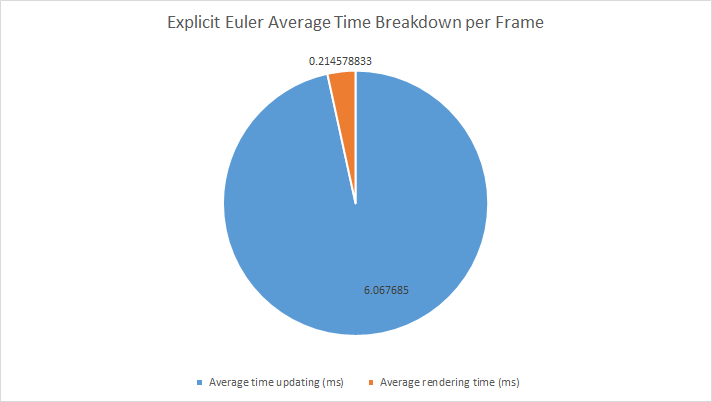 Explicit Euler Average Time Breakdown per Frame
0.214578833
6.067685
Average time updating (ms) Average rendering time (ms)